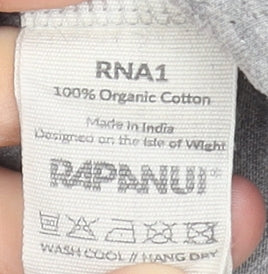 RNA1
100% Organic Cotton
Made in India
Designed on the Isle of Wight
RAPANUI®
WASH COOL // HANG DRY